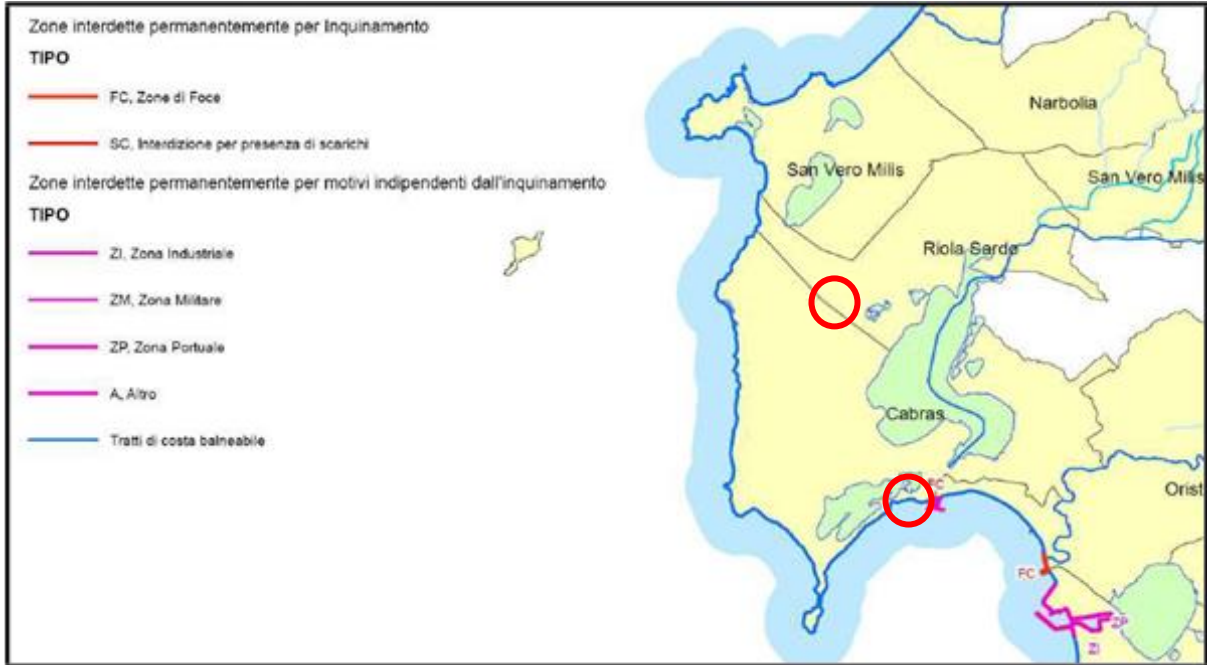 Zone interdette permanentemente per Inquinamento
TIPO
FC, Zone di Foce
SC, Interdizione per presenza di scarichi
Zone interdette permanentemente per motivi indipendenti dall'inquinamento
TIPO
ZI, Zona Industriale
ZM, Zona Militare
ZP, Zona Portuale
A, Altro
Tratti di costa balneabile
Narbolia
San Vero Milis
San Vero Milis
Riola Sardo
Cabras
FC
Orist
FC
ZP
ZI